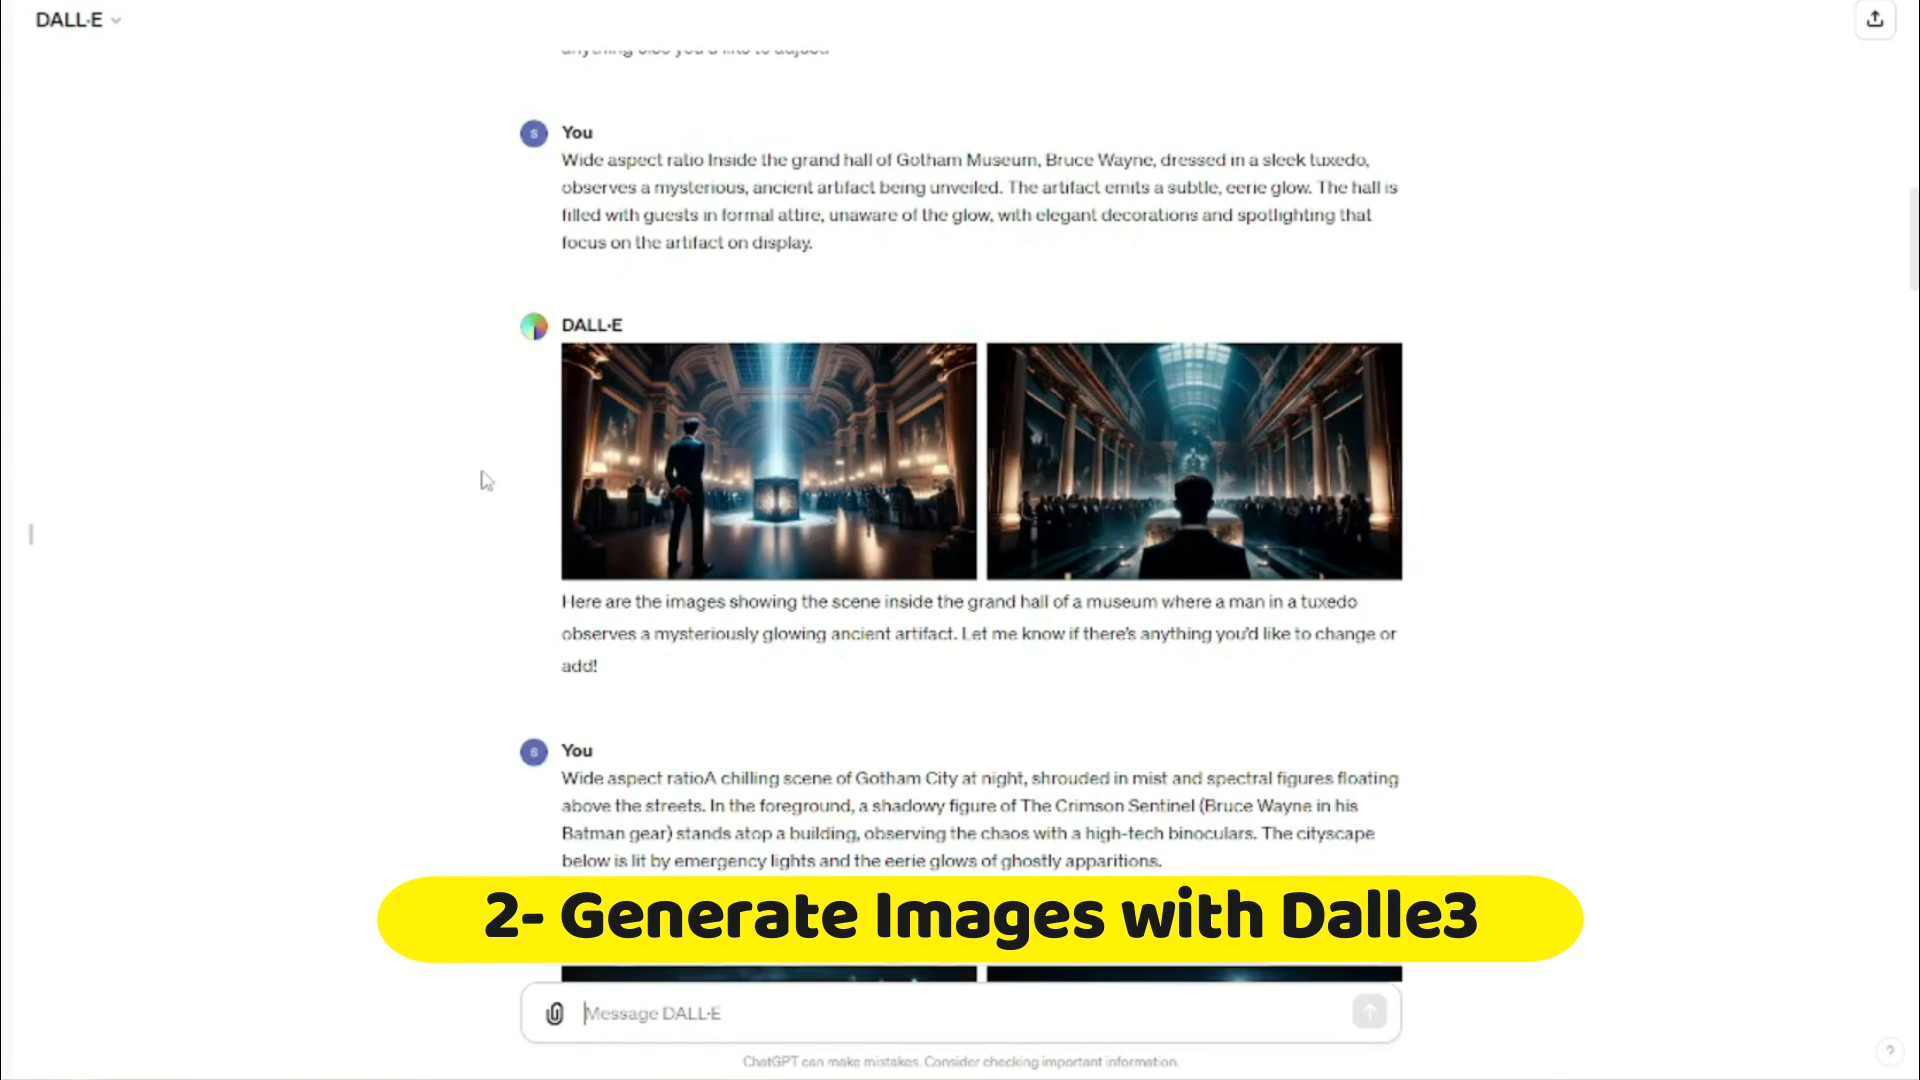 DALL·E
anything else you'd like to adjust!
S
You
Wide aspect ratio Inside the grand hall of Gotham Museum, Bruce Wayne, dressed in a sleek tuxedo,
observes a mysterious, ancient artifact being unveiled. The artifact emits a subtle, eerie glow. The hall is
filled with guests in formal attire, unaware of the glow, with elegant decorations and spotlighting that
focus on the artifact on display.
DALL·E
Here are the images showing the scene inside the grand hall of a museum where a man in a tuxedo
observes a mysteriously glowing ancient artifact. Let me know if there's anything you'd like to change or
add!
S
You
Wide aspect ratioA chilling scene of Gotham City at night, shrouded in mist and spectral figures floating
above the streets. In the foreground, a shadowy figure of The Crimson Sentinel (Bruce Wayne in his
Batman gear) stands atop a building, observing the chaos with a high-tech binoculars. The cityscape
below is lit by emergency lights and the eerie glows of ghostly apparitions.
2- Generate Images with Dalle3
Message DALL·E
ChatGPT can make mistakes. Consider checking important information.
?